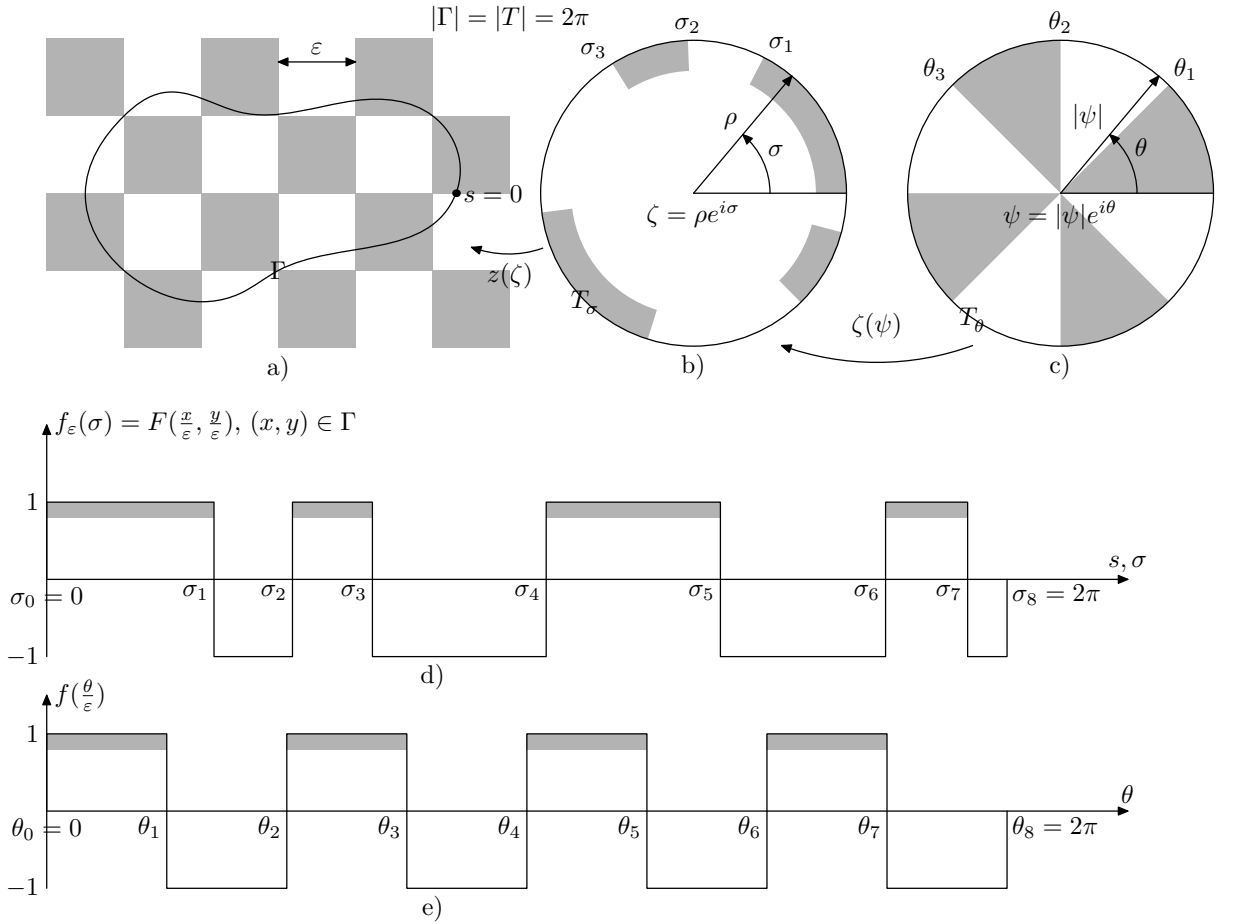 |Γ| = |T| = 2π
ε
s = 0
Γ
z(ζ)
a)
σ₃
σ₂
σ₁
ρ
σ
ζ = ρe^{iσ}
T_σ
b)
ζ(ψ)
θ₃
θ₂
θ₁
|ψ|
θ
ψ = |ψ|e^{iθ}
T_θ
c)
f_ε(σ) = F(x/ε, y/ε), (x, y) ∈ Γ
1
s, σ
σ₀ = 0
σ₁
σ₂
σ₃
σ₄
σ₅
σ₆
σ₇
σ₈ = 2π
−1
d)
f(θ/ε)
1
θ
θ₀ = 0
θ₁
θ₂
θ₃
θ₄
θ₅
θ₆
θ₇
θ₈ = 2π
−1
e)